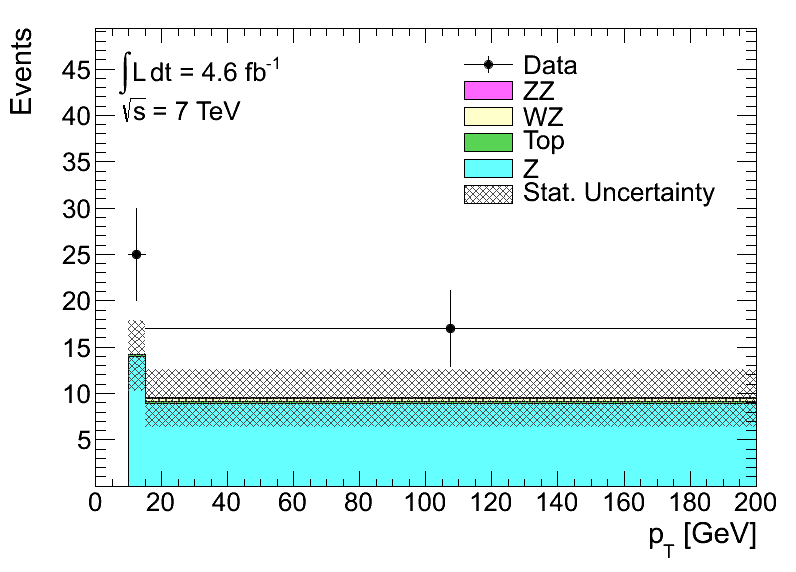 Events
∫L dt = 4.6 fb⁻¹
√s = 7 TeV
Data
ZZ
WZ
Top
Z
Stat. Uncertainty
45
40
35
30
25
20
15
10
5
0 20 40 60 80 100 120 140 160 180 200
p_T [GeV]